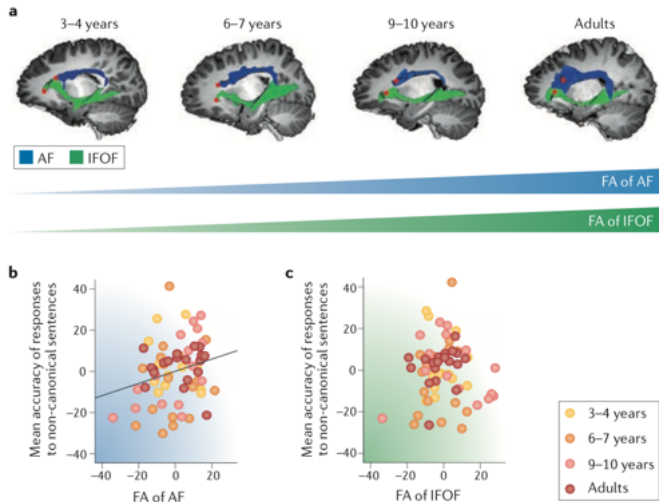 a
3–4 years
6–7 years
9–10 years
Adults
AF
IFOF
FA of AF
FA of IFOF
b
Mean accuracy of responses
to non-canonical sentences
40
20
0
−20
−40
−40
−20
0
20
FA of AF
c
Mean accuracy of responses
to non-canonical sentences
40
20
0
−20
−40
−40
−20
0
20
FA of IFOF
3–4 years
6–7 years
9–10 years
Adults